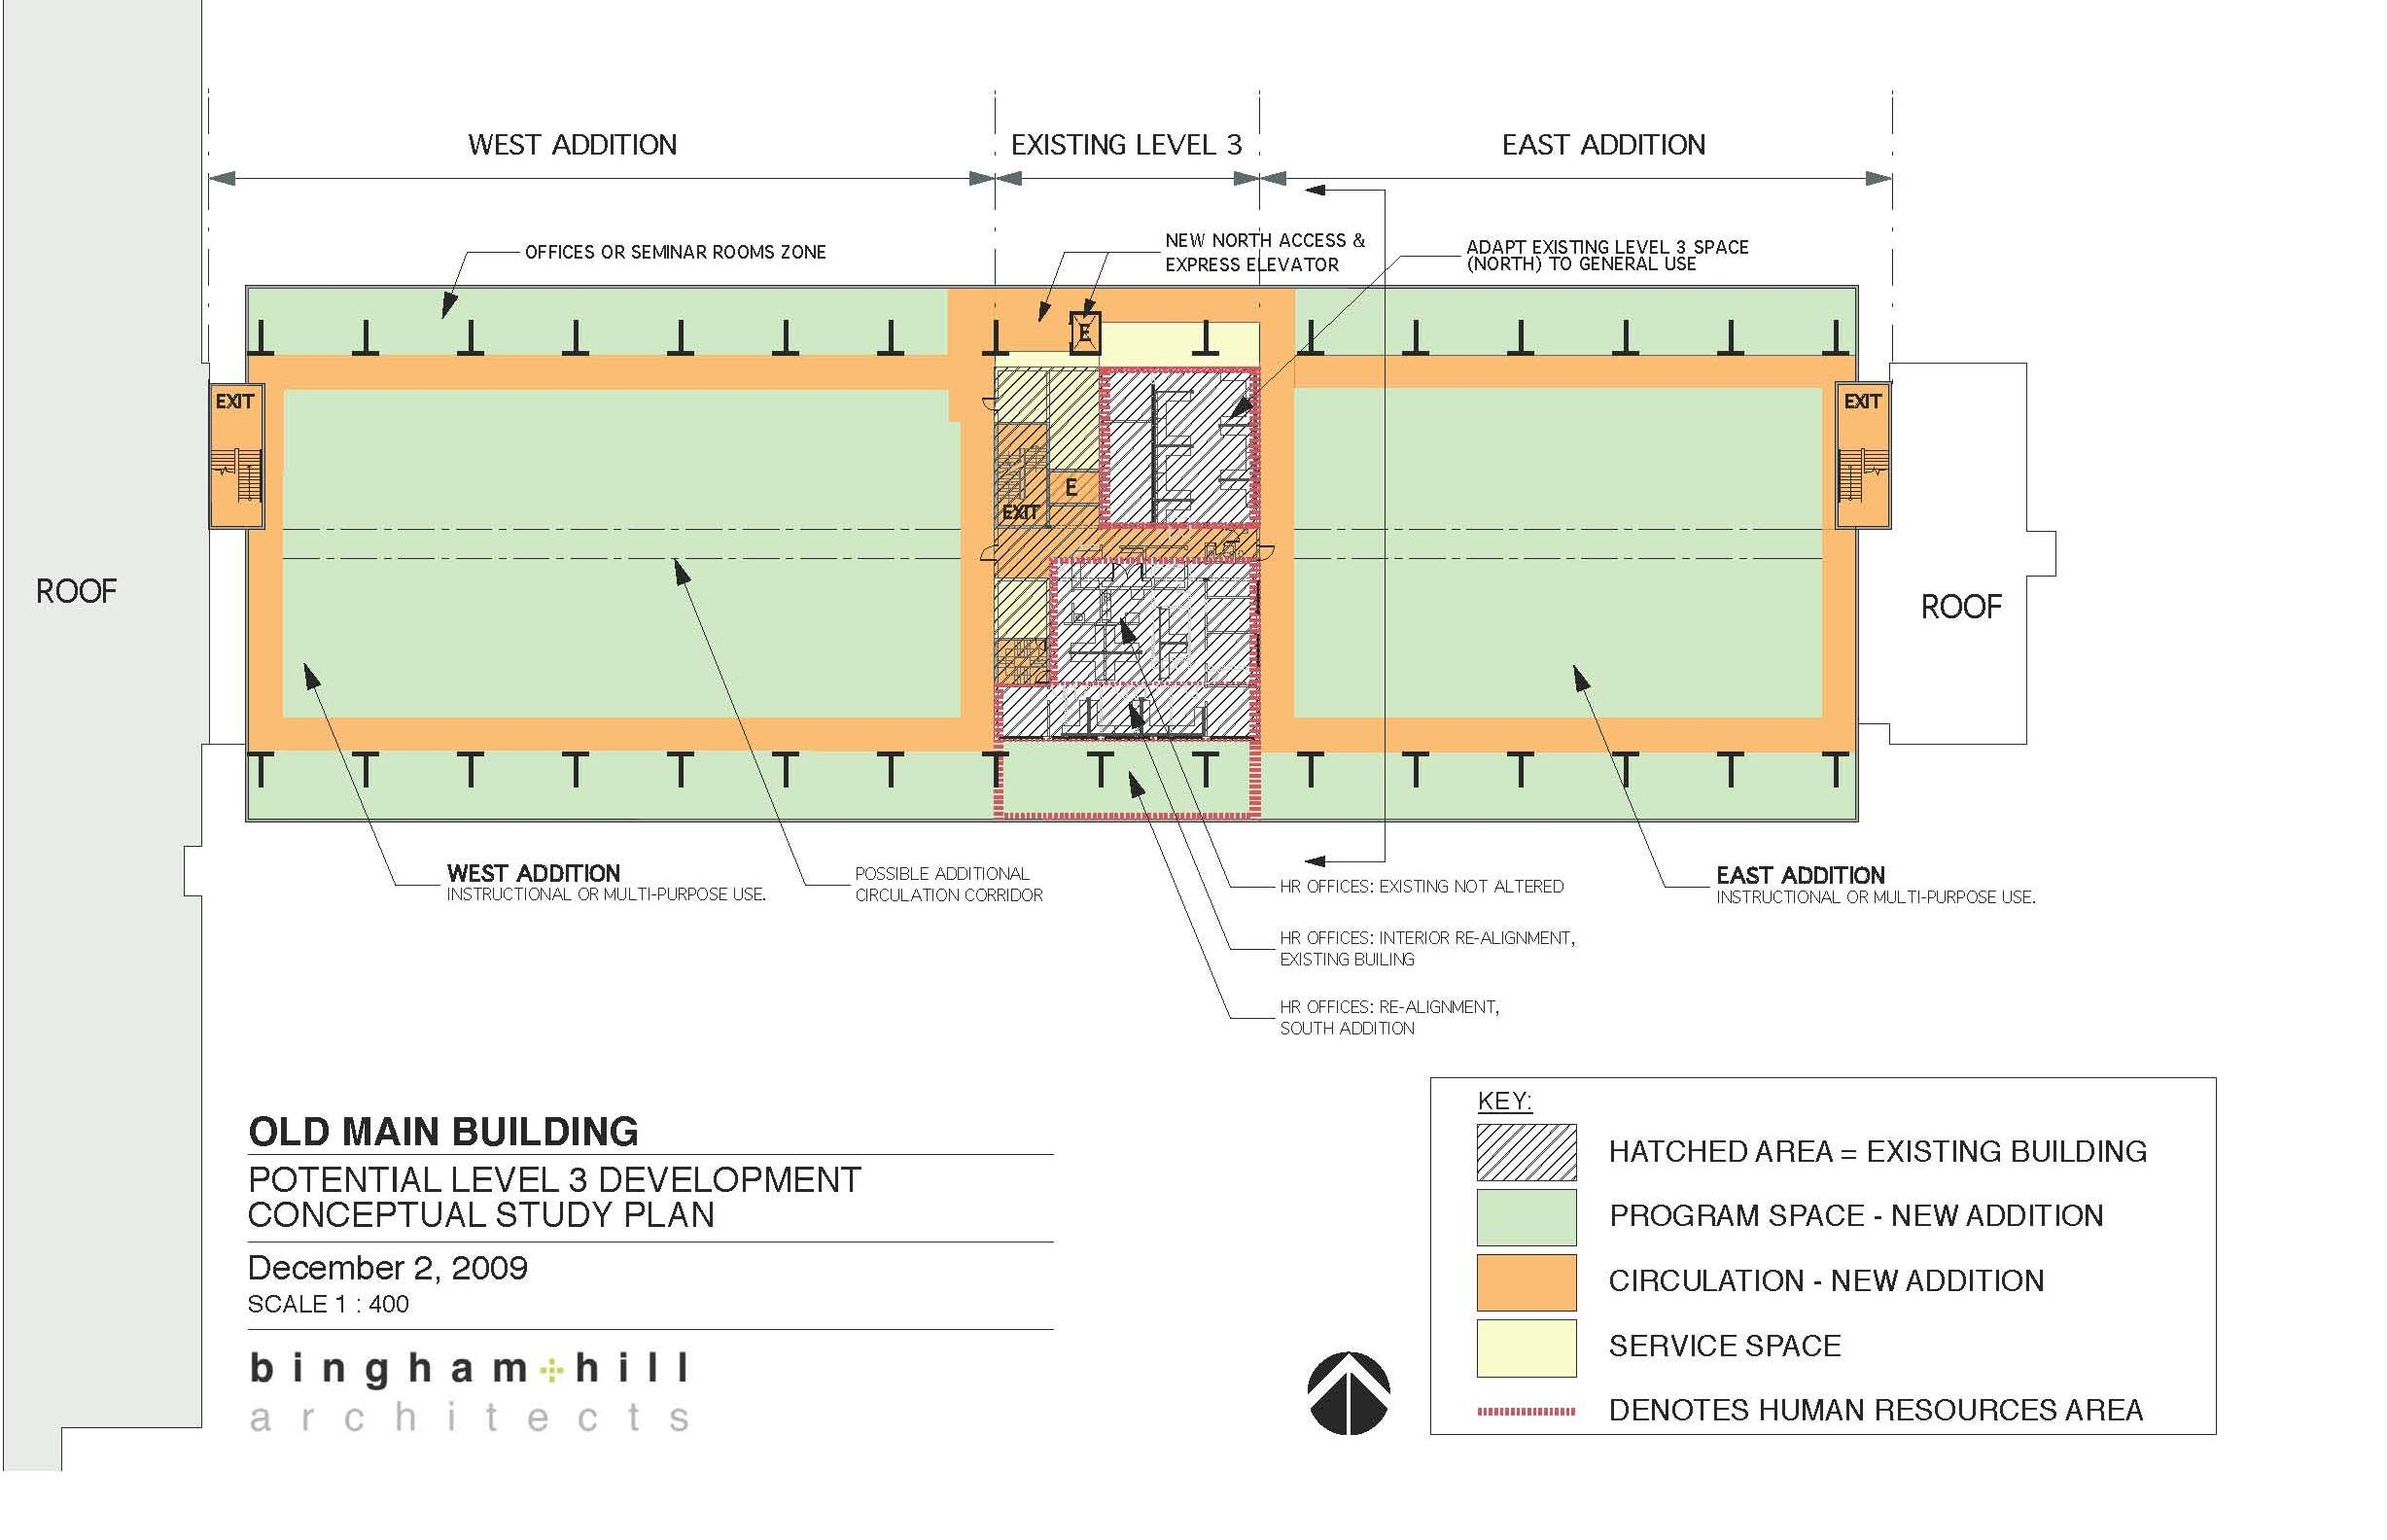 WEST ADDITION
EXISTING LEVEL 3
EAST ADDITION
OFFICES OR SEMINAR ROOMS ZONE
NEW NORTH ACCESS &
EXPRESS ELEVATOR
ADAPT EXISTING LEVEL 3 SPACE
(NORTH) TO GENERAL USE
E
EXIT
EXIT
E
EXIT
ROOF
ROOF
WEST ADDITION
INSTRUCTIONAL OR MULTI-PURPOSE USE.
POSSIBLE ADDITIONAL
CIRCULATION CORRIDOR
HR OFFICES: EXISTING NOT ALTERED
EAST ADDITION
INSTRUCTIONAL OR MULTI-PURPOSE USE.
HR OFFICES: INTERIOR RE-ALIGNMENT,
EXISTING BUILING
HR OFFICES: RE-ALIGNMENT,
SOUTH ADDITION
OLD MAIN BUILDING
POTENTIAL LEVEL 3 DEVELOPMENT
CONCEPTUAL STUDY PLAN
December 2, 2009
SCALE 1 : 400
bingham+hill
architects
KEY:
HATCHED AREA = EXISTING BUILDING
PROGRAM SPACE - NEW ADDITION
CIRCULATION - NEW ADDITION
SERVICE SPACE
DENOTES HUMAN RESOURCES AREA